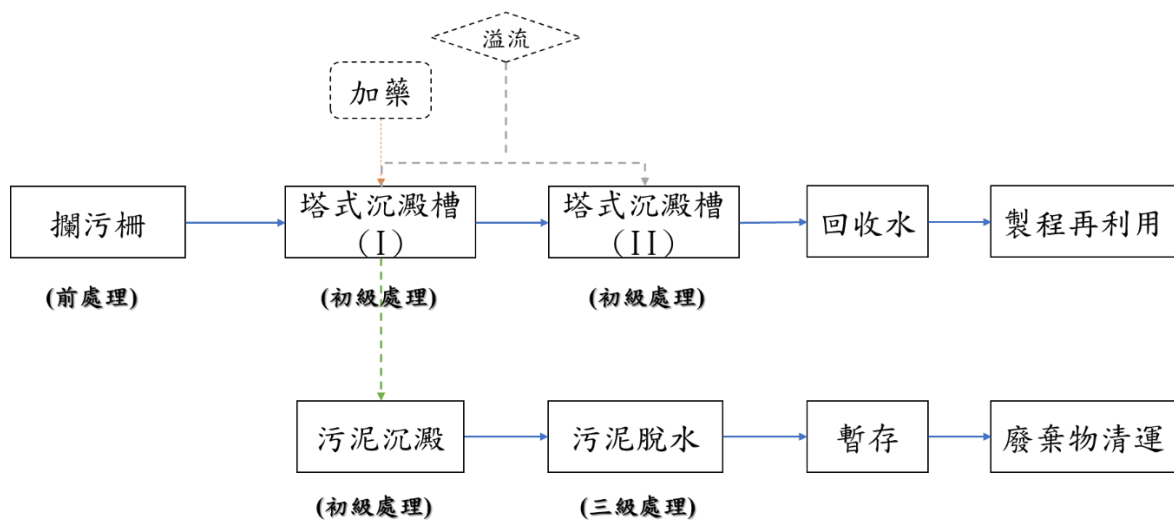 溢流
加藥
攔污柵
塔式沉澱槽
(I)
塔式沉澱槽
(II)
回收水
製程再利用
(前處理)
(初級處理)
(初級處理)
污泥沉澱
污泥脫水
暫存
廢棄物清運
(初級處理)
(三級處理)